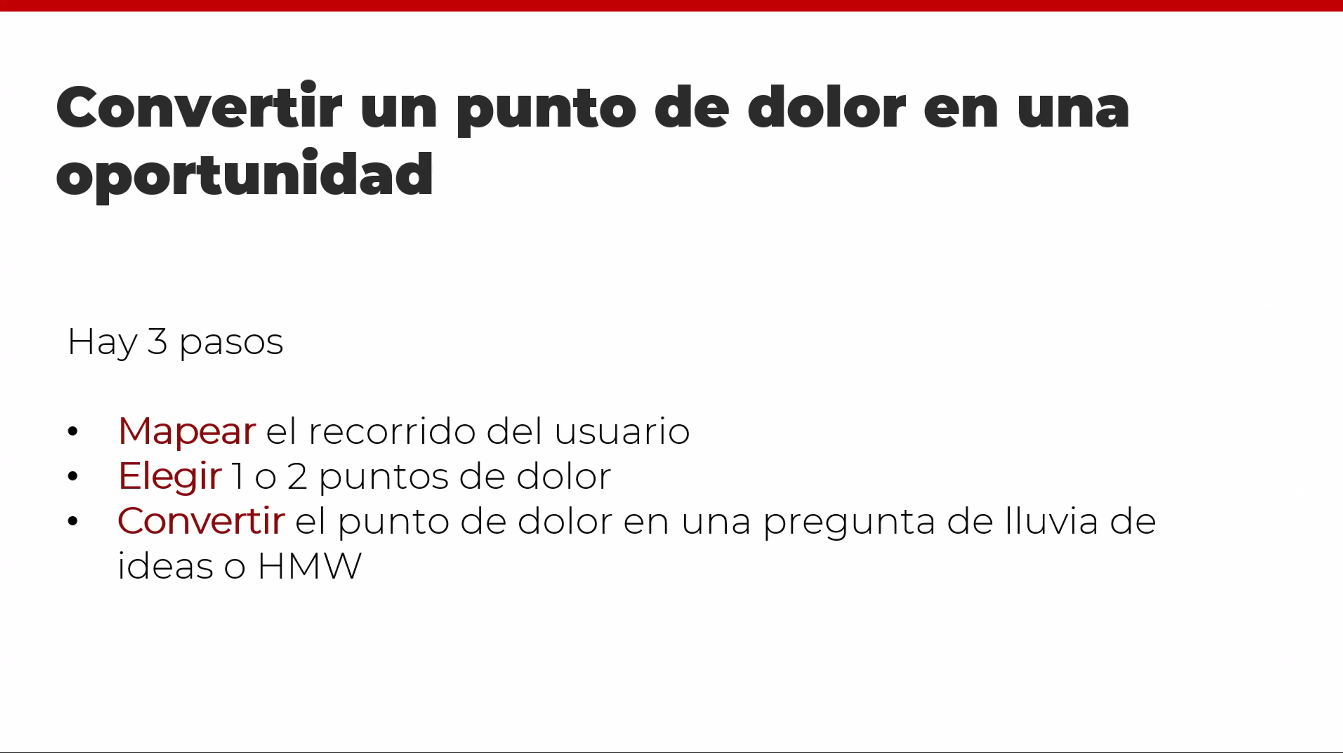 Convertir un punto de dolor en una
oportunidad
Hay 3 pasos
• Mapear el recorrido del usuario
• Elegir 1 o 2 puntos de dolor
• Convertir el punto de dolor en una pregunta de lluvia de
ideas o HMW